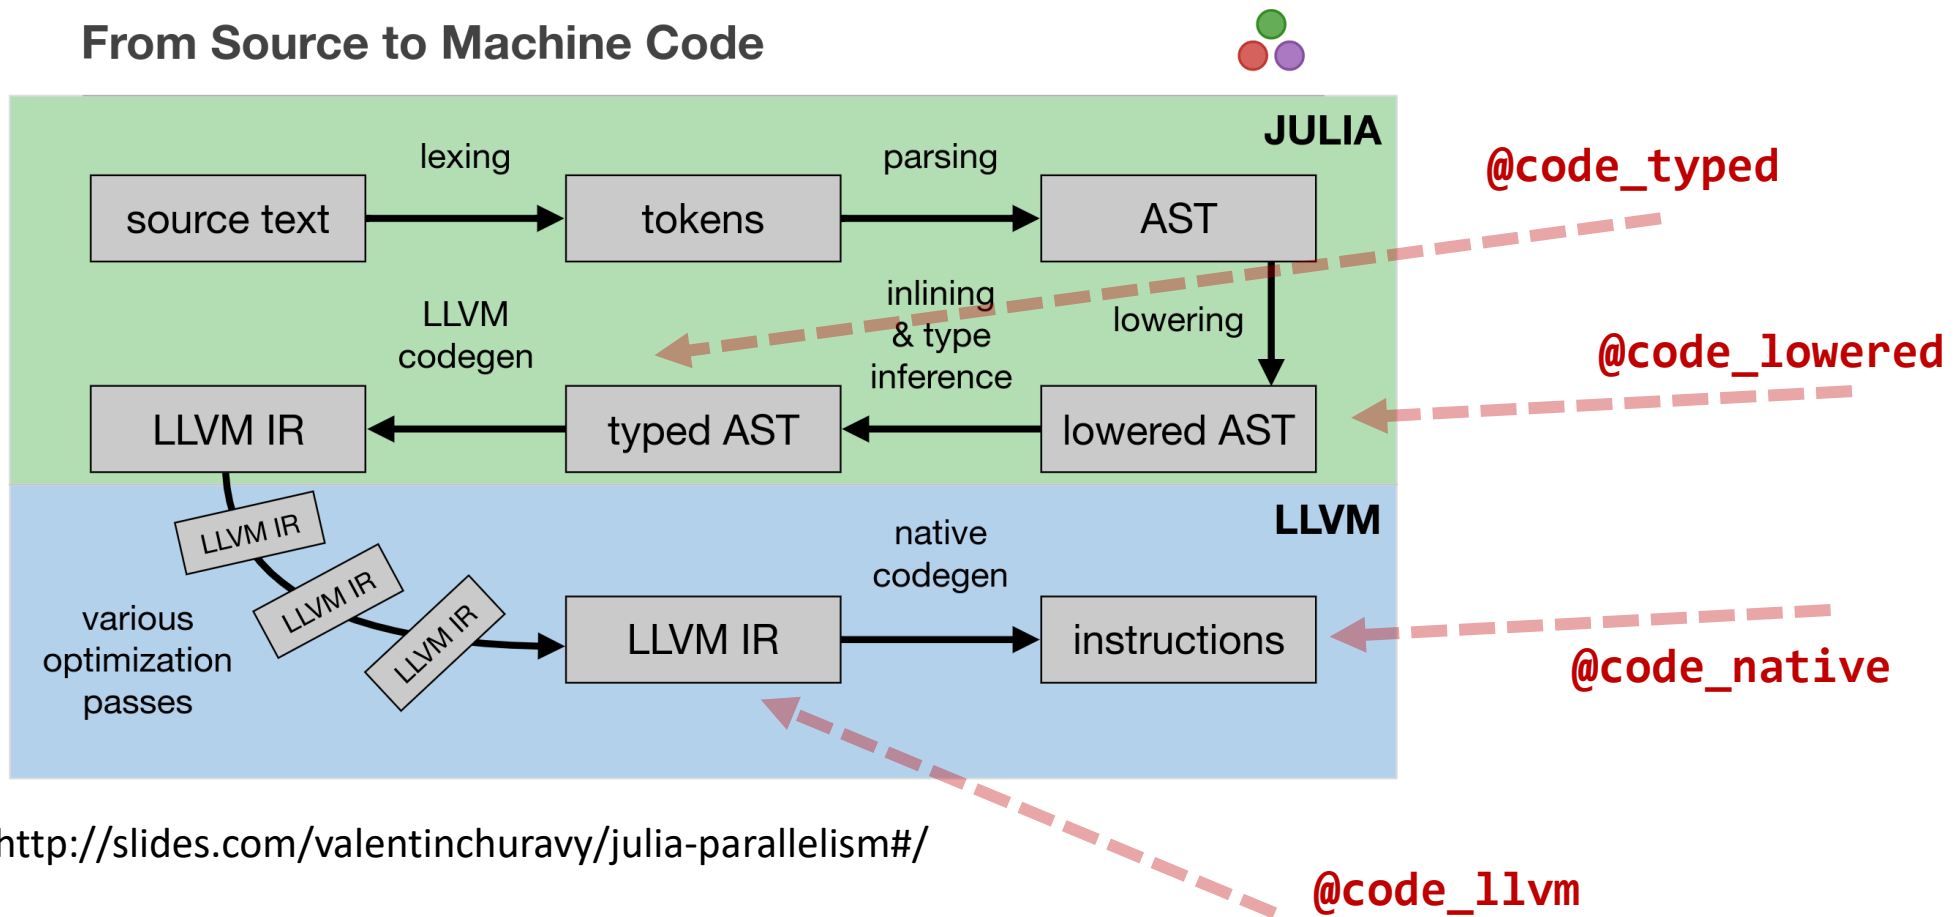 From Source to Machine Code
JULIA
lexing
parsing
@code_typed
source text
tokens
AST
LLVM
codegen
inlining
& type
inference
lowering
@code_lowered
LLVM IR
typed AST
lowered AST
LLVM
LLVM IR
LLVM IR
LLVM IR
various
optimization
passes
native
codegen
LLVM IR
instructions
@code_native
http://slides.com/valentinchuravy/julia-parallelism#/
@code_llvm